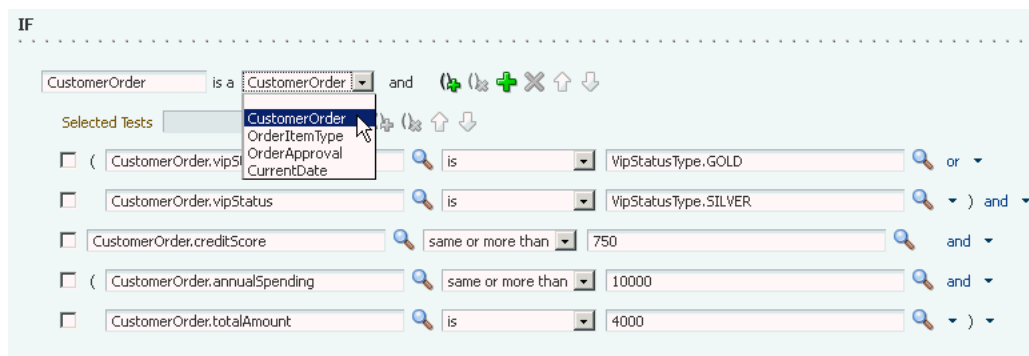 IF
CustomerOrder is a CustomerOrder and
Selected Tests
CustomerOrder
OrderItemType
OrderApproval
CurrentDate
( CustomerOrder.vipS is VipStatusType.GOLD or
CustomerOrder.vipStatus is VipStatusType.SILVER ) and
CustomerOrder.creditScore same or more than 750 and
( CustomerOrder.annualSpending same or more than 10000 and
CustomerOrder.totalAmount is 4000 )